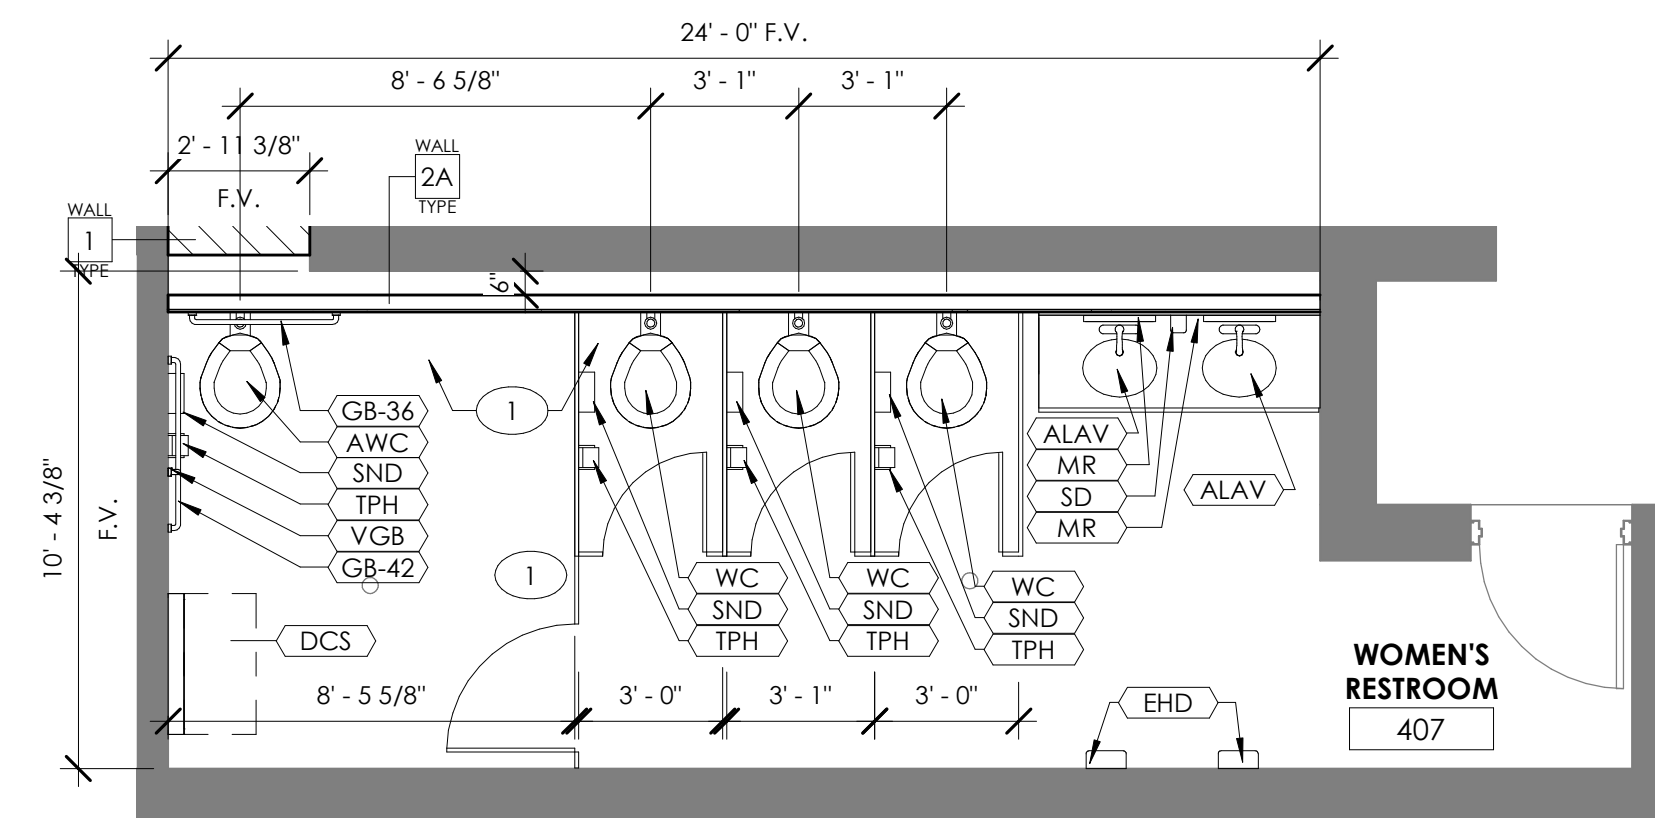 24' - 0" F.V.
8' - 6 5/8"
3' - 1"
3' - 1"
2' - 11 3/8"
F.V.
WALL
2A
TYPE
WALL
1
TYPE
6"
10' - 4 3/8"
F.V.
GB-36
AWC
SND
TPH
VGB
GB-42
1
1
DCS
WC
SND
TPH
WC
SND
TPH
WC
SND
TPH
ALAV
MR
SD
MR
ALAV
8' - 5 5/8"
3' - 0"
3' - 1"
3' - 0"
EHD
WOMEN'S
RESTROOM
407